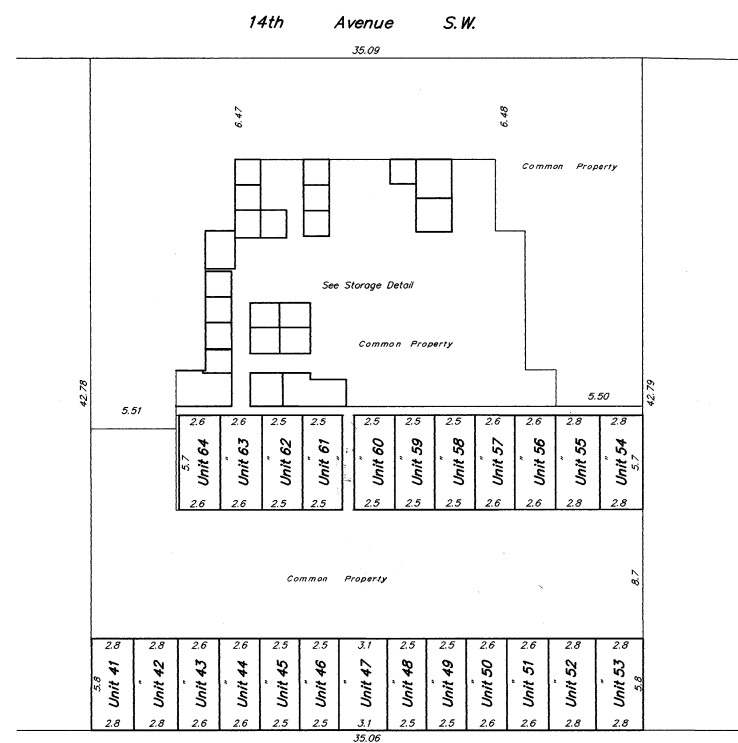 14th Avenue S.W.
35.09
6.47 6.48
Common Property
See Storage Detail
Common Property
42.78 42.79
5.51 5.50
2.6 2.6 2.5 2.5 2.5 2.5 2.5 2.6 2.6 2.8 2.8
5.7 Unit 64 " Unit 63 " Unit 62 " Unit 61 " Unit 60 " Unit 59 " Unit 58 " Unit 57 " Unit 56 " Unit 55 " Unit 54 5.7
2.6 2.6 2.5 2.5 2.5 2.5 2.5 2.6 2.6 2.8 2.8
Common Property 8.7
2.8 2.8 2.6 2.6 2.5 2.5 3.1 2.5 2.5 2.6 2.6 2.8 2.8
5.8 Unit 41 " Unit 42 " Unit 43 " Unit 44 " Unit 45 " Unit 46 " Unit 47 " Unit 48 " Unit 49 " Unit 50 " Unit 51 " Unit 52 " Unit 53 5.8
2.8 2.8 2.6 2.6 2.5 2.5 3.1 2.5 2.5 2.6 2.6 2.8 2.8
35.06